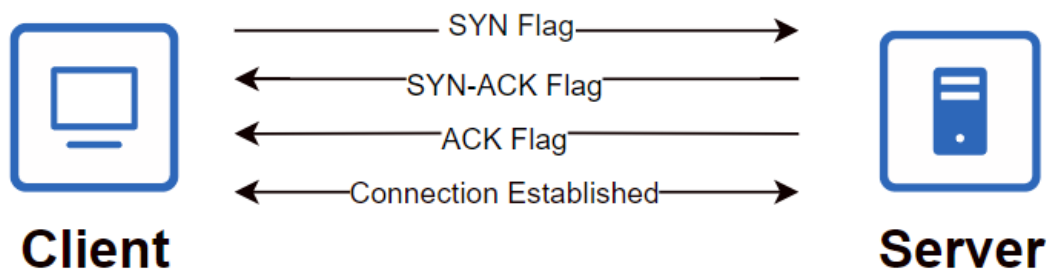 SYN Flag
SYN-ACK Flag
ACK Flag
Connection Established
Client
Server